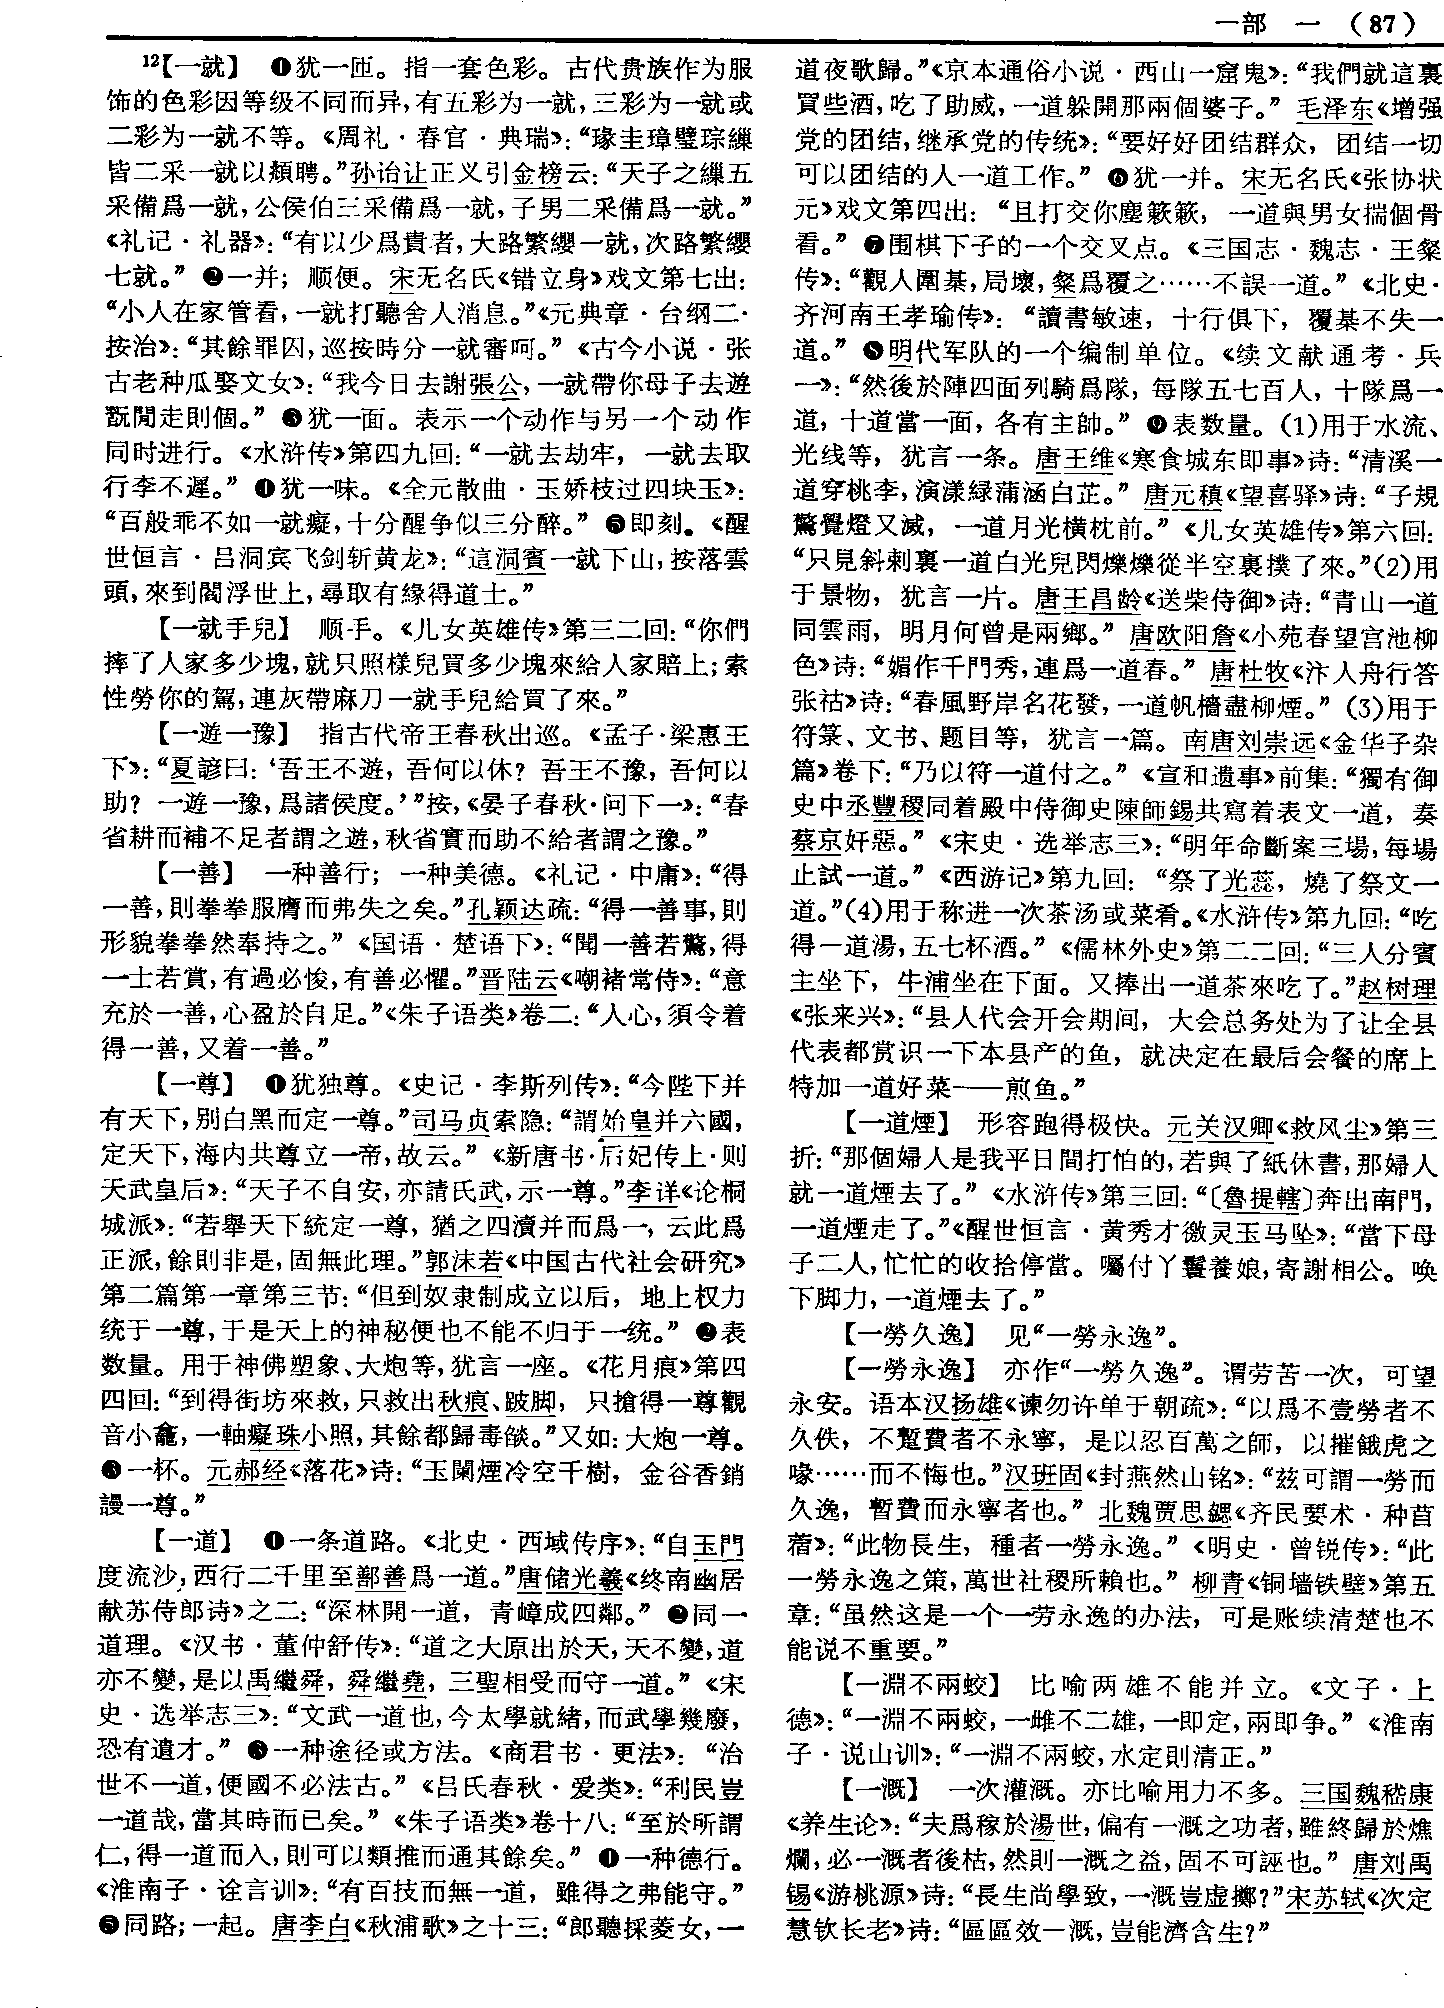 一部　一　（87）
12【一就】　❶犹一匝。指一套色彩。古代贵族作为服
饰的色彩因等级不同而异，有五彩为一就，三彩为一就或
二彩为一就不等。《周礼·春官·典瑞》：“瑑圭璋璧琮繅
皆二采一就以頫聘。”孙诒让正义引金榜云：“天子之繅五
采備爲一就，公侯伯三采備爲一就，子男二采備爲一就。”
《礼记·礼器》：“有以少爲貴者，大路繁纓一就，次路繁纓
七就。”　❷一并；顺便。宋无名氏《错立身》戏文第七出：
“小人在家管看，一就打聽舍人消息。”《元典章·台纲二·
按治》：“其餘罪囚，巡按時分一就審呵。”《古今小说·张
古老种瓜娶文女》：“我今日去謝張公，一就帶你母子去遊
翫閒走則個。”　❸犹一面。表示一个动作与另一个动作
同时进行。《水浒传》第四九回：“一就去劫牢，一就去取
行李不遲。”　❹犹一味。《全元散曲·玉娇枝过四块玉》：
“百般乖不如一就癡，十分醒争似三分醉。”　❺即刻。《醒
世恒言·吕洞宾飞剑斩黄龙》：“這洞賓一就下山，按落雲
頭，來到閻浮世上，尋取有緣得道士。”
【一就手兒】　顺手。《儿女英雄传》第三二回：“你們
摔了人家多少塊，就只照樣兒買多少塊來給人家賠上；索
性勞你的駕，連灰帶麻刀一就手兒給買了來。”
【一遊一豫】　指古代帝王春秋出巡。《孟子·梁惠王
下》：“夏諺曰：‘吾王不遊，吾何以休？吾王不豫，吾何以
助？一遊一豫，爲諸侯度。’”按，《晏子春秋·问下一》：“春
省耕而補不足者謂之遊，秋省實而助不給者謂之豫。”
【一善】　一种善行；一种美德。《礼记·中庸》：“得
一善，則拳拳服膺而弗失之矣。”孔颖达疏：“得一善事，則
形貌拳拳然奉持之。”《国语·楚语下》：“聞一善若驚，得
一士若賞，有過必悛，有善必懼。”晋陆云《嘲褚常侍》：“意
充於一善，心盈於自足。”《朱子语类》卷二：“人心，須令着
得一善，又着一善。”
【一尊】　❶犹独尊。《史记·李斯列传》：“今陛下并
有天下，别白黑而定一尊。”司马贞索隐：“謂始皇并六國，
定天下，海内共尊立一帝，故云。”《新唐书·后妃传上·则
天武皇后》：“天子不自安，亦請氏武，示一尊。”李详《论桐
城派》：“若舉天下統定一尊，猶之四瀆并而爲一，云此爲
正派，餘則非是，固無此理。”郭沫若《中国古代社会研究》
第二篇第一章第三节：“但到奴隶制成立以后，地上权力
统于一尊，于是天上的神秘便也不能不归于一统。”　❷表
数量。用于神佛塑象、大炮等，犹言一座。《花月痕》第四
四回：“到得街坊來救，只救出秋痕、跛脚，只搶得一尊觀
音小龕，一軸癡珠小照，其餘都歸毒燄。”又如：大炮一尊。
❸一杯。元郝经《落花》诗：“玉闌煙冷空千樹，金谷香銷
謾一尊。”
【一道】　❶一条道路。《北史·西域传序》：“自玉門
度流沙，西行二千里至鄯善爲一道。”唐储光羲《终南幽居
献苏侍郎诗》之二：“深林開一道，青嶂成四鄰。”　❷同一
道理。《汉书·董仲舒传》：“道之大原出於天，天不變，道
亦不變，是以禹繼舜，舜繼堯，三聖相受而守一道。”《宋
史·选举志三》：“文武一道也，今太學就緒，而武學幾廢，
恐有遺才。”　❸一种途径或方法。《商君书·更法》：“治
世不一道，便國不必法古。”《吕氏春秋·爱类》：“利民豈
一道哉，當其時而已矣。”《朱子语类》卷十八：“至於所謂
仁，得一道而入，則可以類推而通其餘矣。”　❹一种德行。
《淮南子·诠言训》：“有百技而無一道，雖得之弗能守。”
❺同路；一起。唐李白《秋浦歌》之十三：“郎聽採菱女，一
道夜歌歸。”《京本通俗小说·西山一窟鬼》：“我們就這裏
買些酒，吃了助威，一道躲開那兩個婆子。”　毛泽东《增强
党的团结，继承党的传统》：“要好好团结群众，团结一切
可以团结的人一道工作。”　❻犹一并。宋无名氏《张协状
元》戏文第四出：“且打交你塵簌簌，一道與男女揣個骨
看。”　❼围棋下子的一个交叉点。《三国志·魏志·王粲
传》：“觀人圍棊，局壞，粲爲覆之……不誤一道。”《北史·
齐河南王孝瑜传》：“讀書敏速，十行俱下，覆棊不失一
道。”　❽明代军队的一个编制单位。《续文献通考·兵
一》：“然後於陣四面列騎爲隊，每隊五七百人，十隊爲一
道，十道當一面，各有主帥。”　❾表数量。(1)用于水流、
光线等，犹言一条。唐王维《寒食城东即事》诗：“清溪一
道穿桃李，演漾緑蒲涵白芷。”唐元稹《望喜驿》诗：“子規
驚覺燈又滅，一道月光橫枕前。”《儿女英雄传》第六回：
“只見斜刺裏一道白光兒閃爍爍從半空裏撲了來。”(2)用
于景物，犹言一片。唐王昌龄《送柴侍御》诗：“青山一道
同雲雨，明月何曾是兩鄉。”唐欧阳詹《小苑春望宫池柳
色》诗：“媚作千門秀，連爲一道春。”唐杜牧《汴人舟行答
张祜》诗：“春風野岸名花發，一道帆檣畫柳煙。”(3)用于
符箓、文书、题目等，犹言一篇。南唐刘崇远《金华子杂
篇》卷下：“乃以符一道付之。”《宣和遗事》前集：“獨有御
史中丞豐稷同着殿中侍御史陳師錫共寫着表文一道，奏
蔡京奸惡。”《宋史·选举志三》：“明年命斷案三場，每場
止試一道。”《西游记》第九回：“祭了光蕊，燒了祭文一
道。”(4)用于称进一次茶汤或菜肴。《水浒传》第九回：“吃
得一道湯，五七杯酒。”《儒林外史》第二二回：“三人分賓
主坐下，牛浦坐在下面。又捧出一道茶來吃了。”赵树理
《张来兴》：“县人代会开会期间，大会总务处为了让全县
代表都赏识一下本县产的鱼，就决定在最后会餐的席上
特加一道好菜——煎鱼。”
【一道煙】　形容跑得极快。元关汉卿《救风尘》第三
折：“那個婦人是我平日間打怕的，若與了紙休書，那婦人
就一道煙去了。”《水浒传》第三回：“〔魯提轄〕奔出南門，
一道煙走了。”《醒世恒言·黄秀才徼灵玉马坠》：“當下母
子二人，忙忙的收拾停當。囑付丫鬟養娘，寄謝相公。唤
下脚力，一道煙去了。”
【一勞久逸】　见“一勞永逸”。
【一勞永逸】　亦作“一勞久逸”。谓劳苦一次，可望
永安。语本汉扬雄《谏勿许单于朝疏》：“以爲不壹勞者不
久佚，不蹔費者不永寧，是以忍百萬之師，以摧餓虎之
喙……而不悔也。”汉班固《封燕然山铭》：“兹可謂一勞而
久逸，暫費而永寧者也。”北魏贾思勰《齐民要术·种苜
蓿》：“此物長生，種者一勞永逸。”《明史·曾锐传》：“此
一勞永逸之策，萬世社稷所賴也。”柳青《铜墙铁壁》第五
章：“虽然这是一个一劳永逸的办法，可是账续清楚也不
能说不重要。”
【一淵不兩蛟】　比喻两雄不能并立。《文子·上
德》：“一淵不兩蛟，一雌不二雄，一即定，兩即争。”《淮南
子·说山训》：“一淵不兩蛟，水定則清正。”
【一溉】　一次灌溉。亦比喻用力不多。三国魏嵇康
《养生论》：“夫爲稼於湯世，偏有一溉之功者，雖終歸於燋
爛，必一溉者後枯，然則一溉之益，固不可誣也。”唐刘禹
锡《游桃源》诗：“長生尚學致，一溉豈虚擲？”宋苏轼《次定
慧钦长老》诗：“區區效一溉，豈能濟含生？”